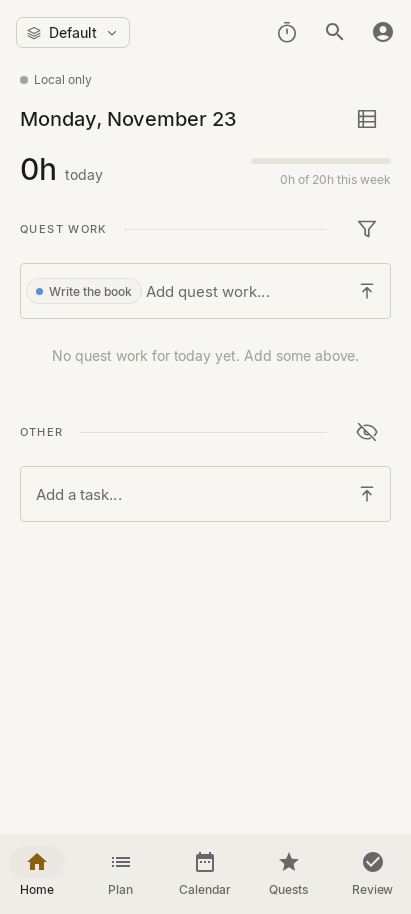 Default
Local only
Monday, November 23
0h today
0h of 20h this week
QUEST WORK
Write the book Add quest work...
No quest work for today yet. Add some above.
OTHER
Add a task...
Home Plan Calendar Quests Review